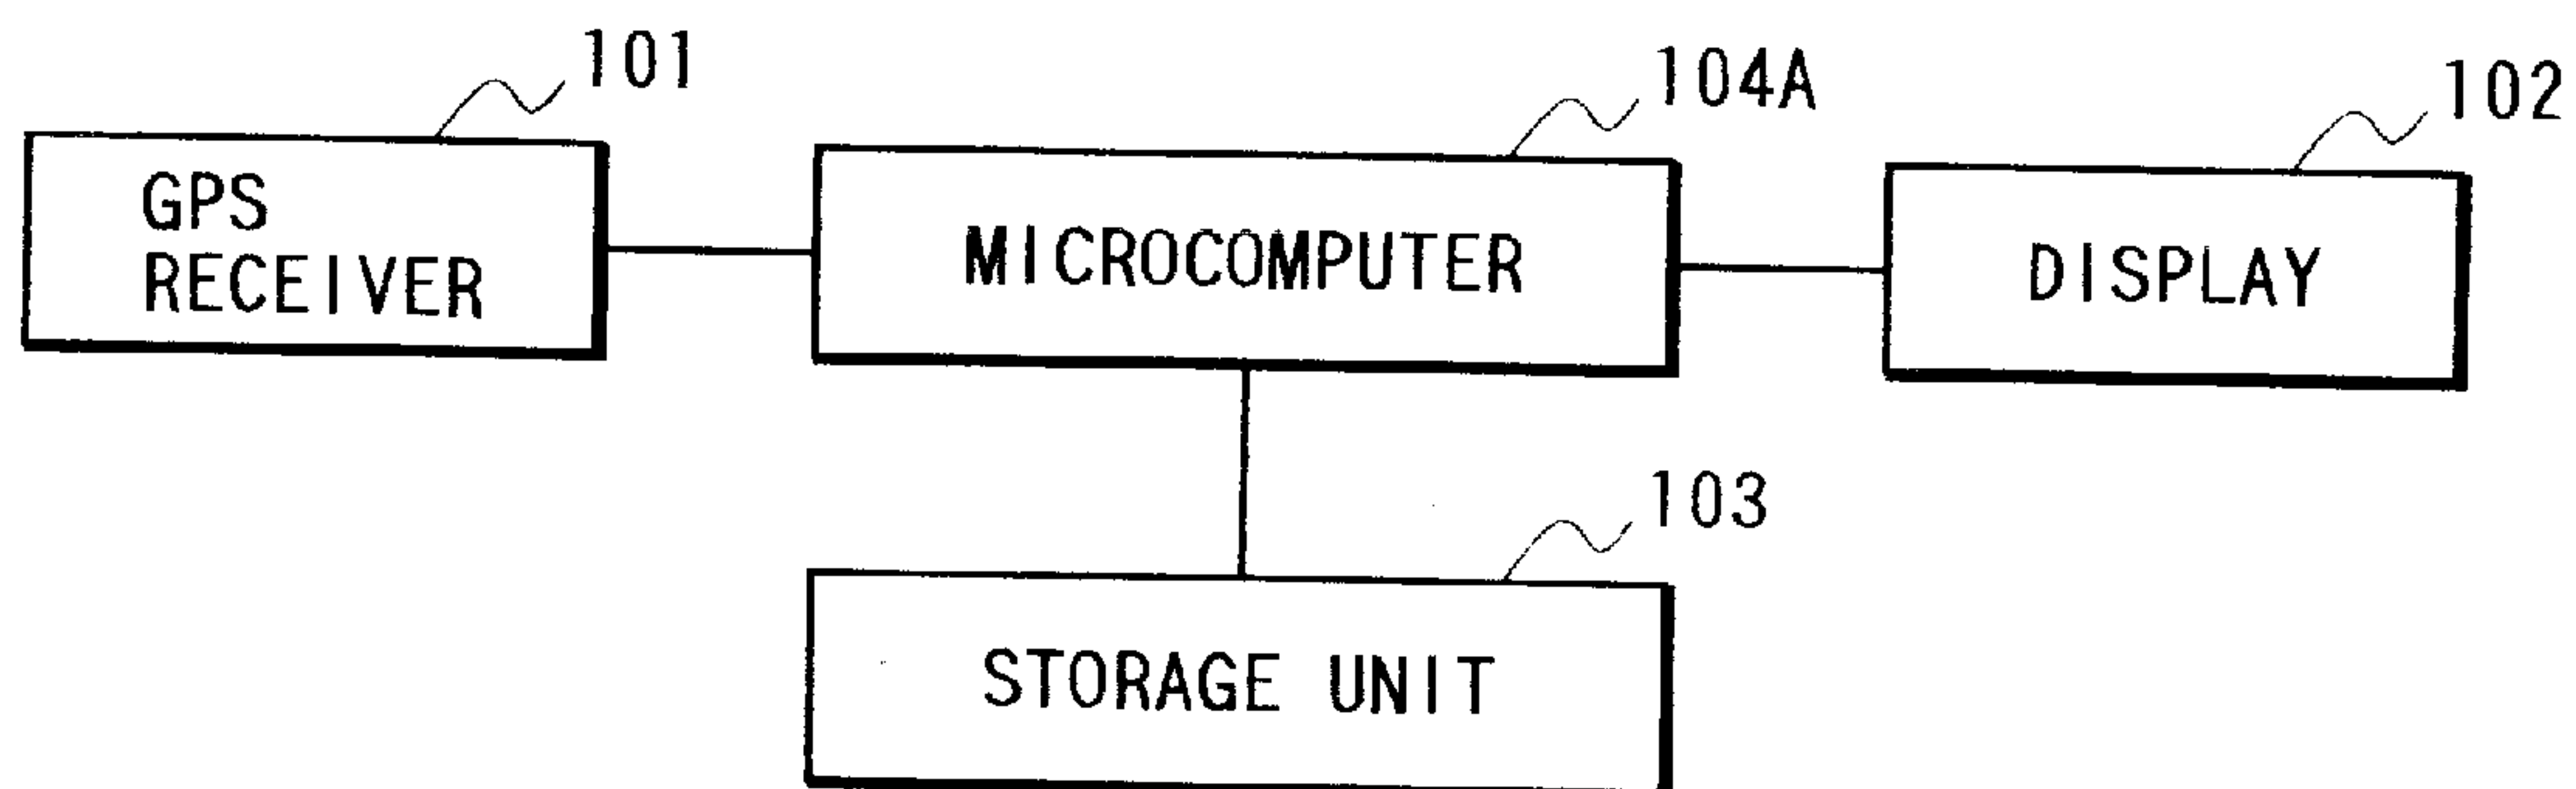 101
104A
102
GPS
RECEIVER
MICROCOMPUTER
DISPLAY
103
STORAGE UNIT